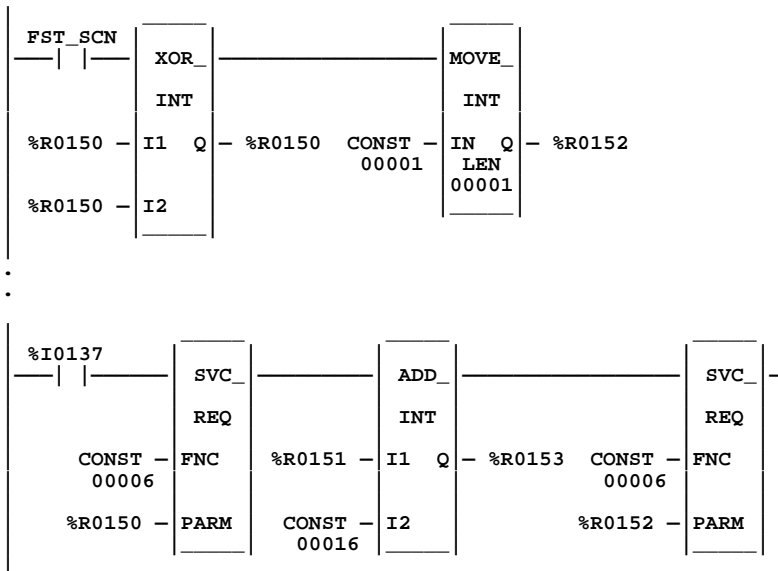 FST_SCN
XOR_ MOVE_
INT INT
%R0150 I1 Q %R0150 CONST IN Q %R0152
00001 LEN
00001
%R0150 I2
%I0137
SVC_ ADD_ SVC_
REQ INT REQ
CONST FNC %R0151 I1 Q %R0153 CONST FNC
00006 00006
%R0150 PARM CONST I2 %R0152 PARM
00016